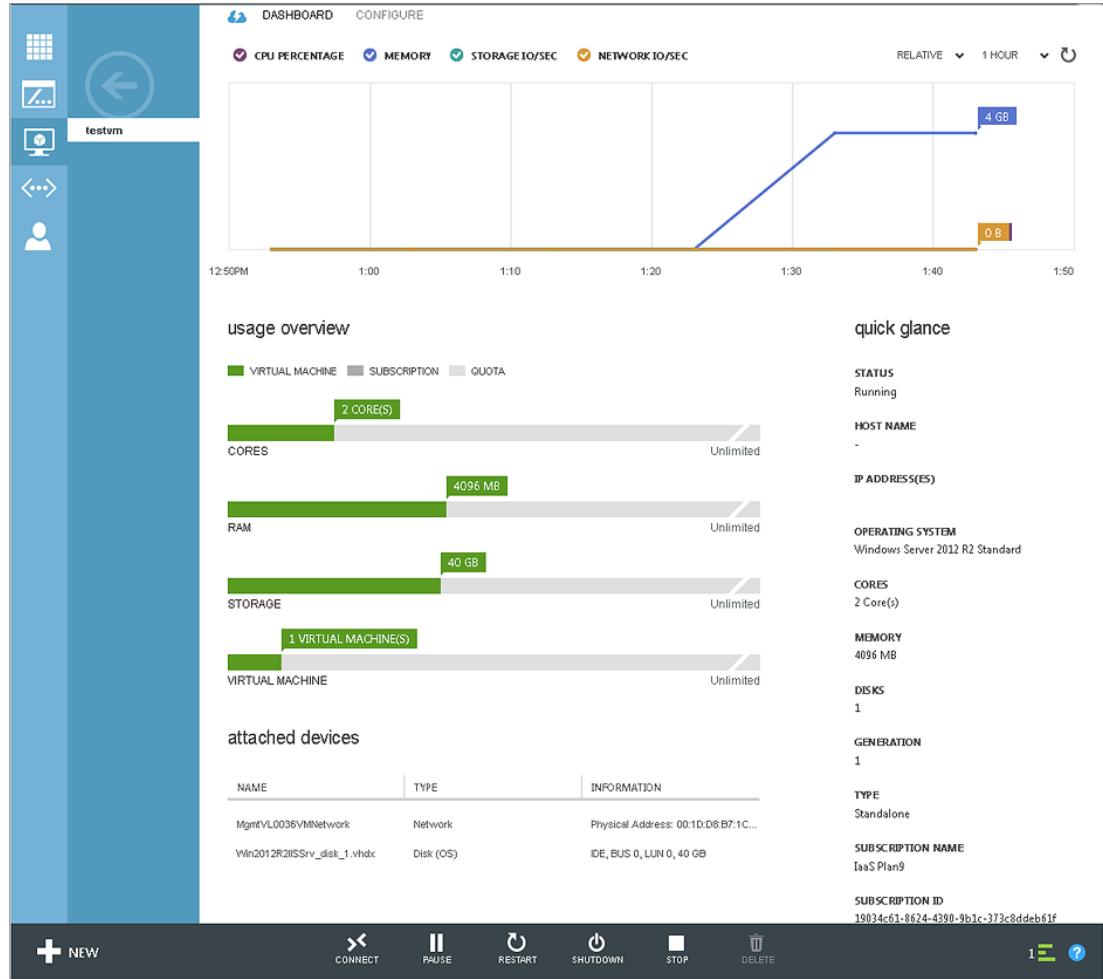 DASHBOARD CONFIGURE
CPU PERCENTAGE MEMORY STORAGE IO/SEC NETWORK IO/SEC RELATIVE 1 HOUR
4 GB
testvm
0 B
12:50PM 1:00 1:10 1:20 1:30 1:40 1:50
usage overview
VIRTUAL MACHINE SUBSCRIPTION QUOTA
2 CORE(S)
CORES Unlimited
4096 MB
RAM Unlimited
40 GB
STORAGE Unlimited
1 VIRTUAL MACHINE(S)
VIRTUAL MACHINE Unlimited
attached devices
NAME TYPE INFORMATION
MgmtVL0036VMNetwork Network Physical Address: 00:1D:D8:B7:1C...
Win2012R2IISSrv_disk_1.vhdx Disk (OS) IDE, BUS 0, LUN 0, 40 GB
quick glance
STATUS
Running
HOST NAME
-
IP ADDRESS(ES)
OPERATING SYSTEM
Windows Server 2012 R2 Standard
CORES
2 Core(s)
MEMORY
4096 MB
DISKS
1
GENERATION
1
TYPE
Standalone
SUBSCRIPTION NAME
IaaS Plan9
SUBSCRIPTION ID
19034c61-8624-4390-9b1c-373c8ddeb61f
NEW CONNECT PAUSE RESTART SHUTDOWN STOP DELETE 1 ?